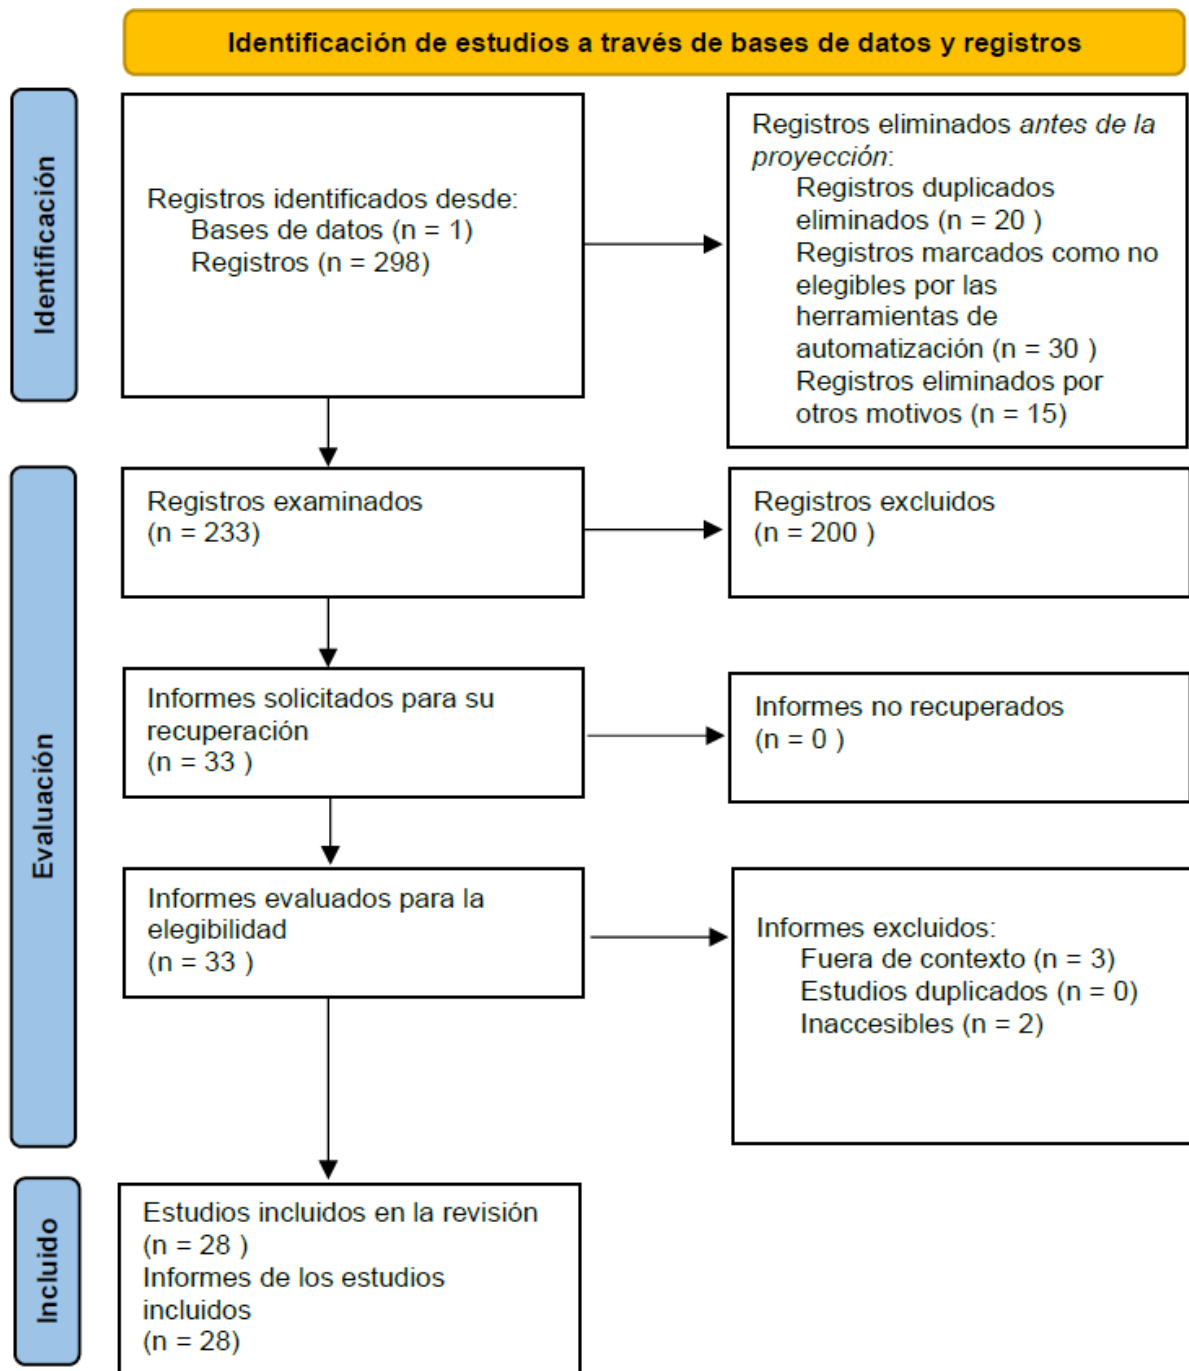 Identificación de estudios a través de bases de datos y registros
Identificación
Registros identificados desde:
Bases de datos (n = 1)
Registros (n = 298)
Registros eliminados antes de la
proyección:
Registros duplicados
eliminados (n = 20 )
Registros marcados como no
elegibles por las
herramientas de
automatización (n = 30 )
Registros eliminados por
otros motivos (n = 15)
Evaluación
Registros examinados
(n = 233)
Registros excluidos
(n = 200 )
Informes solicitados para su
recuperación
(n = 33 )
Informes no recuperados
(n = 0 )
Informes evaluados para la
elegibilidad
(n = 33 )
Informes excluidos:
Fuera de contexto (n = 3)
Estudios duplicados (n = 0)
Inaccesibles (n = 2)
Incluido
Estudios incluidos en la revisión
(n = 28 )
Informes de los estudios
incluidos
(n = 28)